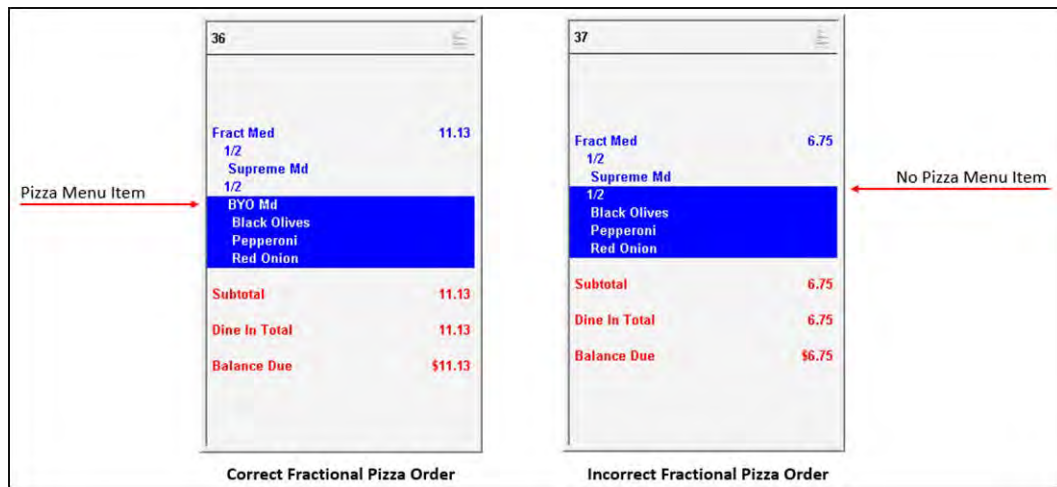 36
Fract Med 11.13
1/2
Supreme Md
1/2
BYO Md
Black Olives
Pepperoni
Red Onion
Subtotal 11.13
Dine In Total 11.13
Balance Due $11.13
Pizza Menu Item
Correct Fractional Pizza Order
37
Fract Med 6.75
1/2
Supreme Md
1/2
Black Olives
Pepperoni
Red Onion
Subtotal 6.75
Dine In Total 6.75
Balance Due $6.75
No Pizza Menu Item
Incorrect Fractional Pizza Order